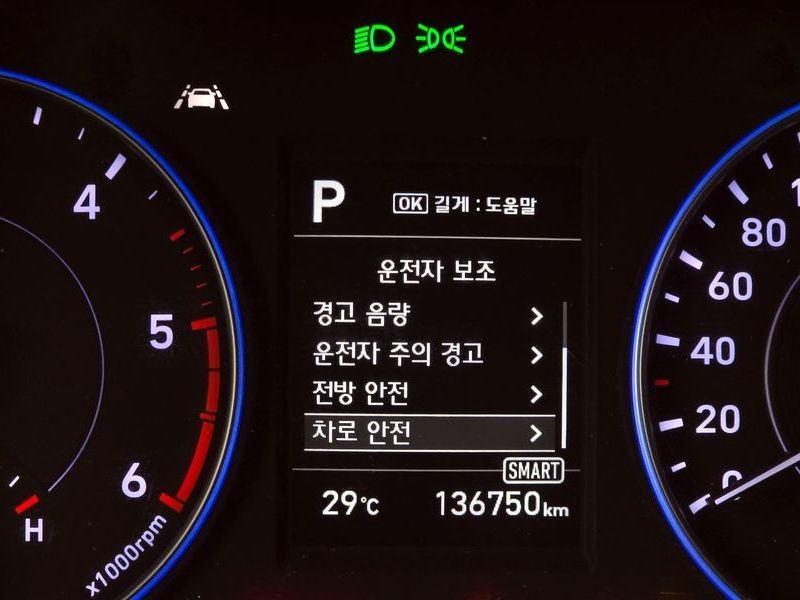 P
OK 길게 : 도움말
운전자 보조
경고 음량
운전자 주의 경고
전방 안전
차로 안전
SMART
29°C 136750km
4
5
6
H
x1000rpm
80
60
40
20
0